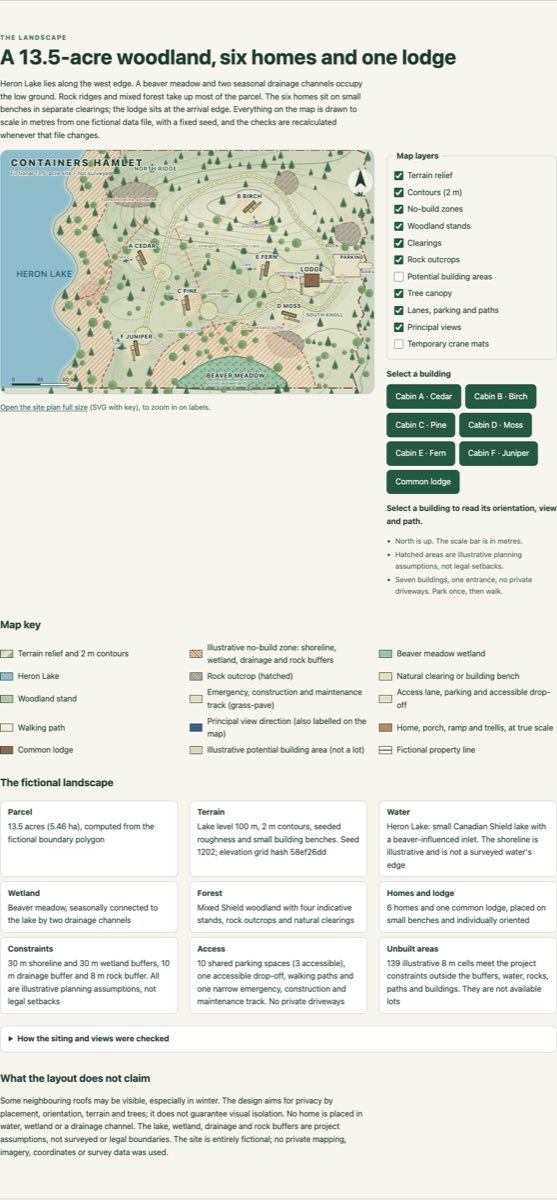 THE LANDSCAPE
A 13.5-acre woodland, six homes and one lodge
Heron Lake lies along the west edge. A beaver meadow and two seasonal drainage channels occupy
the low ground. Rock ridges and mixed forest take up most of the parcel. The six homes sit on small
benches in separate clearings; the lodge sits at the arrival edge. Everything on the map is drawn to
scale in metres from one fictional data file, with a fixed seed, and the checks are recalculated
whenever that file changes.
CONTAINERS HAMLET
Fictional 13.5-acre site · not surveyed
NORTH RIDGE
B BIRCH
A CEDAR
E FERN
PARKING
LODGE
HERON LAKE
C PINE
D MOSS
SOUTH KNOLL
F JUNIPER
BEAVER MEADOW
0 25 50
N
Open the site plan full size (SVG with key), to zoom in on labels.
Map layers
Terrain relief
Contours (2 m)
No-build zones
Woodland stands
Clearings
Rock outcrops
Potential building areas
Tree canopy
Lanes, parking and paths
Principal views
Temporary crane mats
Select a building
Cabin A · Cedar
Cabin B · Birch
Cabin C · Pine
Cabin D · Moss
Cabin E · Fern
Cabin F · Juniper
Common lodge
Select a building to read its orientation, view
and path.
• North is up. The scale bar is in metres.
• Hatched areas are illustrative planning
assumptions, not legal setbacks.
• Seven buildings, one entrance, no private
driveways. Park once, then walk.
Map key
Terrain relief and 2 m contours
Illustrative no-build zone: shoreline,
wetland, drainage and rock buffers
Beaver meadow wetland
Heron Lake
Rock outcrop (hatched)
Natural clearing or building bench
Woodland stand
Emergency, construction and maintenance
track (grass-pave)
Access lane, parking and accessible drop-
off
Walking path
Principal view direction (also labelled on the
map)
Home, porch, ramp and trellis, at true scale
Common lodge
Illustrative potential building area (not a lot)
Fictional property line
The fictional landscape
Parcel
13.5 acres (5.46 ha), computed from the
fictional boundary polygon
Terrain
Lake level 100 m, 2 m contours, seeded
roughness and small building benches. Seed
1202; elevation grid hash 58ef26dd
Water
Heron Lake: small Canadian Shield lake with
a beaver-influenced inlet. The shoreline is
illustrative and is not a surveyed water's
edge
Wetland
Beaver meadow, seasonally connected to
the lake by two drainage channels
Forest
Mixed Shield woodland with four indicative
stands, rock outcrops and natural clearings
Homes and lodge
6 homes and one common lodge, placed on
small benches and individually oriented
Constraints
30 m shoreline and 30 m wetland buffers, 10
m drainage buffer and 8 m rock buffer. All
are illustrative planning assumptions, not
legal setbacks
Access
10 shared parking spaces (3 accessible),
one accessible drop-off, walking paths and
one narrow emergency, construction and
maintenance track. No private driveways
Unbuilt areas
139 illustrative 8 m cells meet the project
constraints outside the buffers, water, rocks,
paths and buildings. They are not available
lots
▸ How the siting and views were checked
What the layout does not claim
Some neighbouring roofs may be visible, especially in winter. The design aims for privacy by
placement, orientation, terrain and trees; it does not guarantee visual isolation. No home is placed in
water, wetland or a drainage channel. The lake, wetland, drainage and rock buffers are project
assumptions, not surveyed or legal boundaries. The site is entirely fictional; no private mapping,
imagery, coordinates or survey data was used.